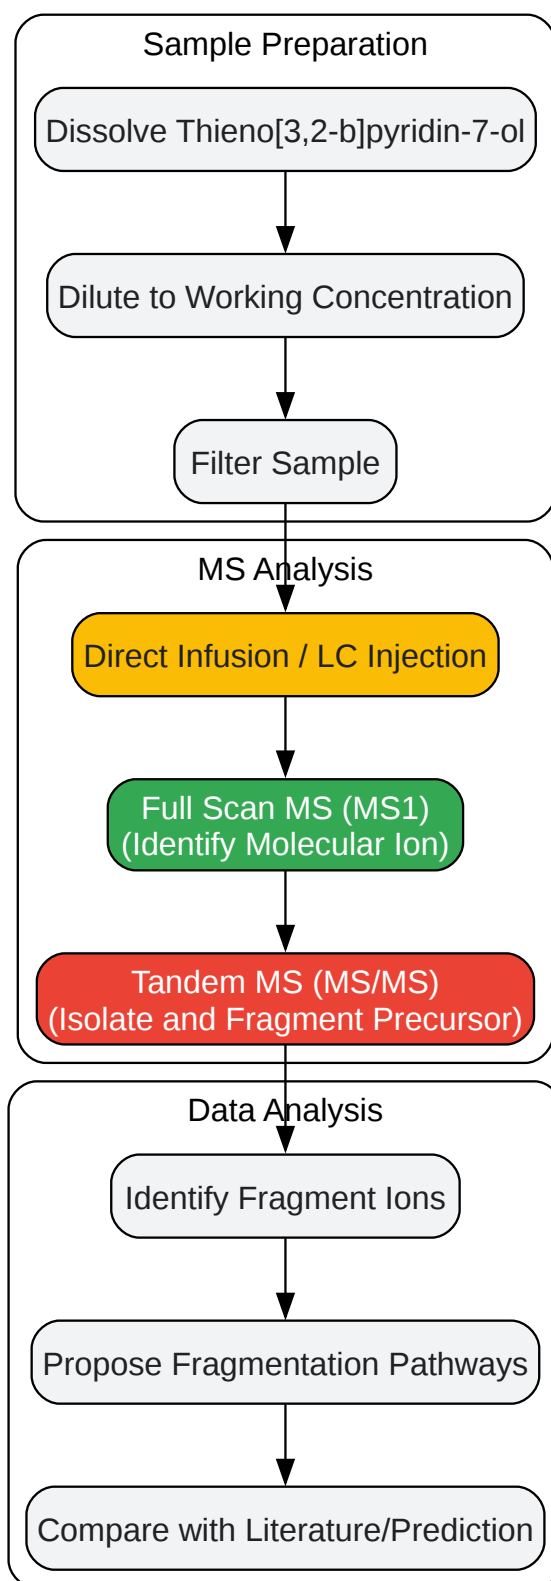 Sample Preparation
Dissolve Thieno[3,2-b]pyridin-7-ol
Dilute to Working Concentration
Filter Sample
MS Analysis
Direct Infusion / LC Injection
Full Scan MS (MS1)
(Identify Molecular Ion)
Tandem MS (MS/MS)
(Isolate and Fragment Precursor)
Data Analysis
Identify Fragment Ions
Propose Fragmentation Pathways
Compare with Literature/Prediction